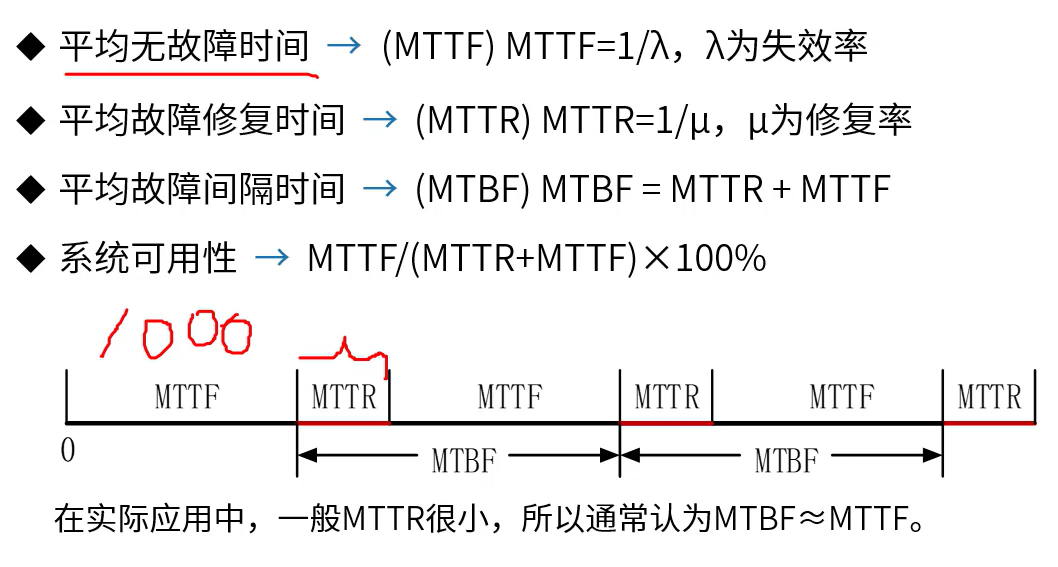 ◆ 平均无故障时间 → (MTTF) MTTF=1/λ，λ为失效率
◆ 平均故障修复时间 → (MTTR) MTTR=1/μ，μ为修复率
◆ 平均故障间隔时间 → (MTBF) MTBF = MTTR + MTTF
◆ 系统可用性 → MTTF/(MTTR+MTTF)×100%
1000
MTTF MTTR MTTF MTTR MTTF MTTR
0 MTBF MTBF
在实际应用中，一般MTTR很小，所以通常认为MTBF≈MTTF。